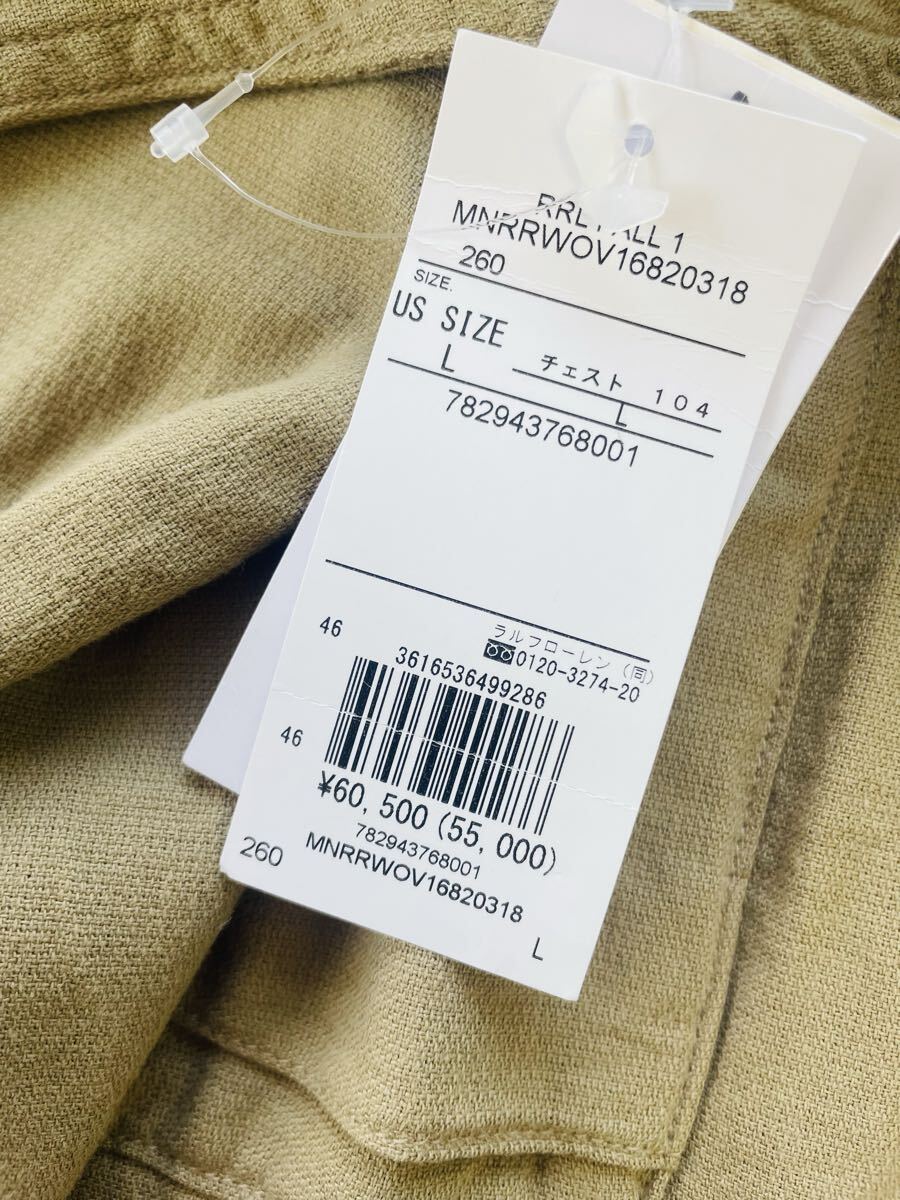 RRL FALL 1
MNRRWOV16820318
260
SIZE.
US SIZE
チェスト 104
L
L
782943768001
ラルフローレン(同)
46
0120-3274-20
3616536499286
46
¥60,500(55,000)
782943768001
260
MNRRWOV16820318
L